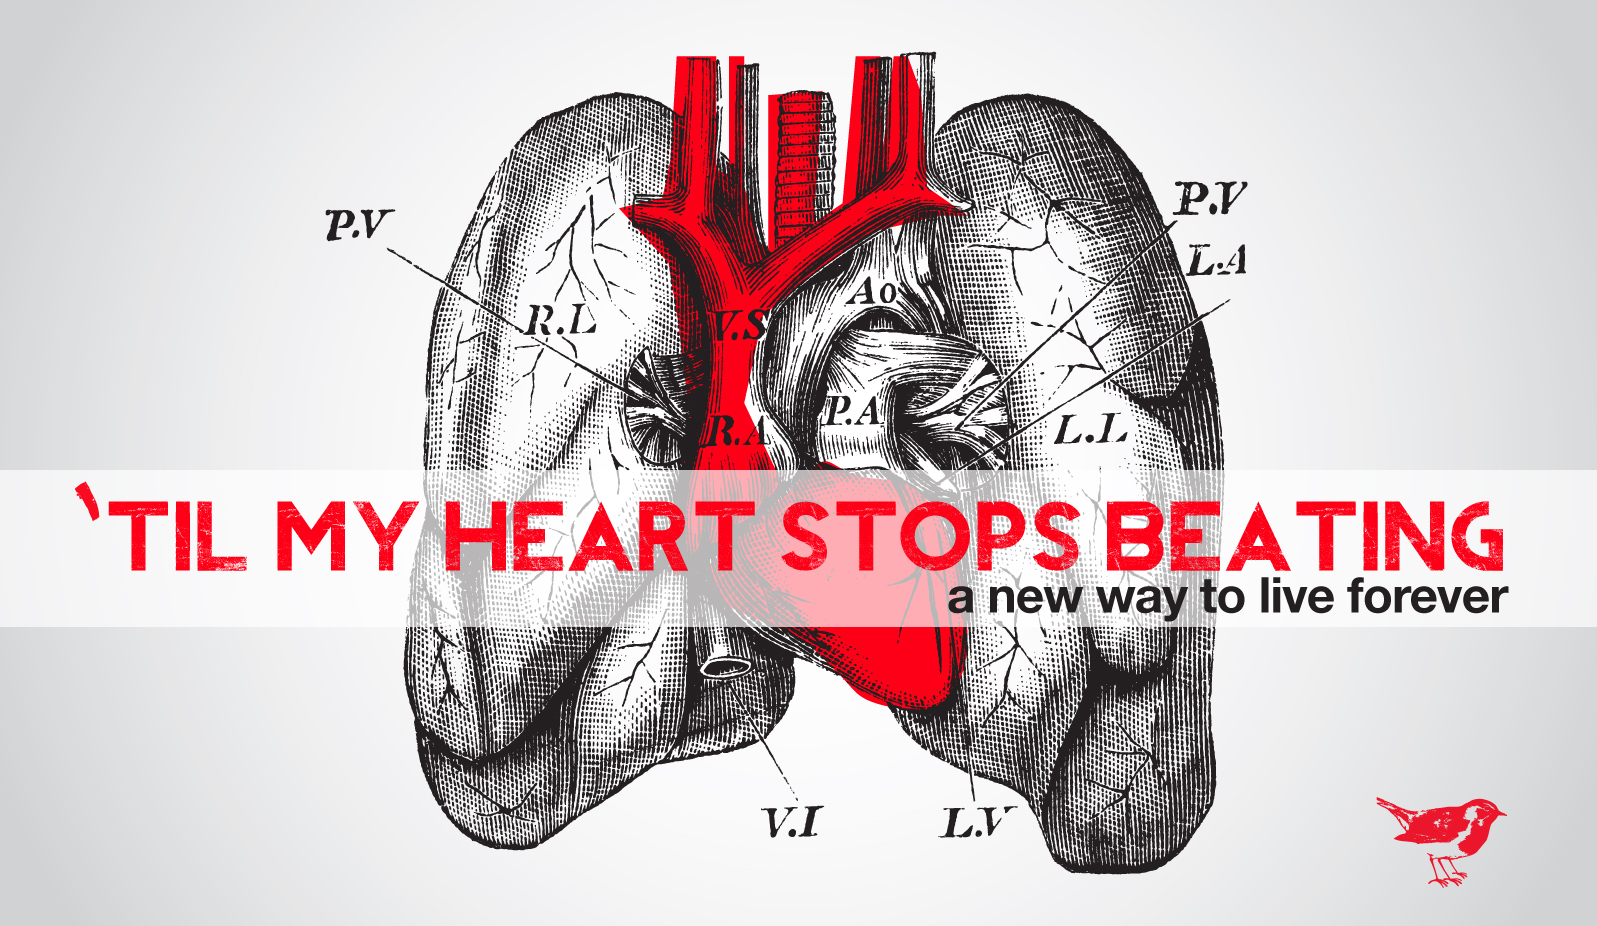 P.V
P.V
L.A
Ao
R.L
V.S
P.A
R.A
L.L
'TIL MY HEART STOPS BEATING
a new way to live forever
V.I
L.V